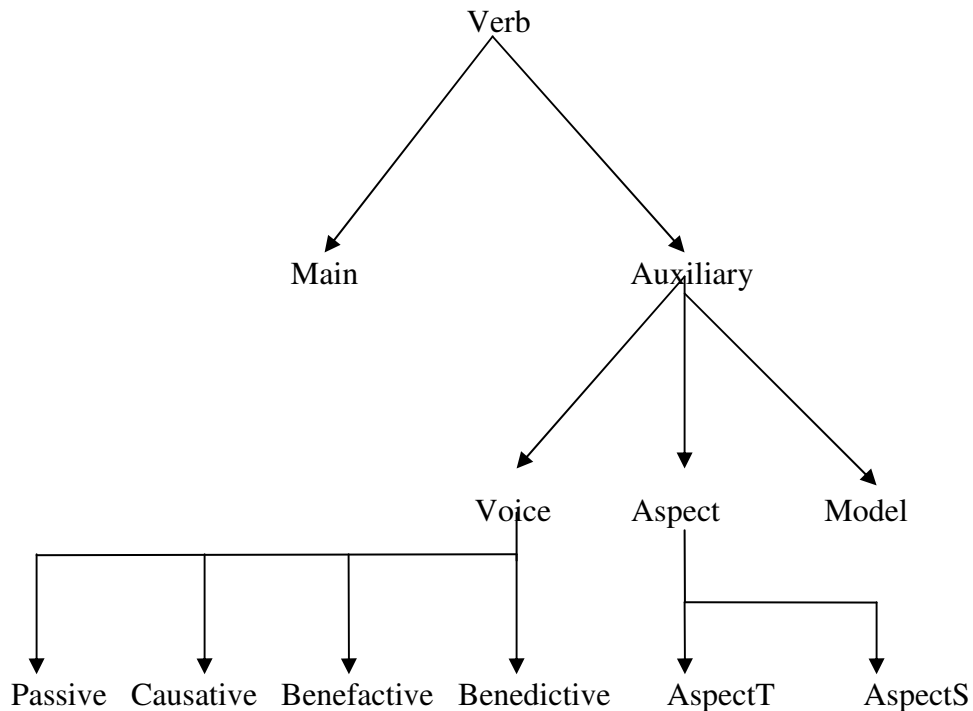 Verb
Main Auxiliary
Voice Aspect Model
Passive Causative Benefactive Benedictive AspectT AspectS